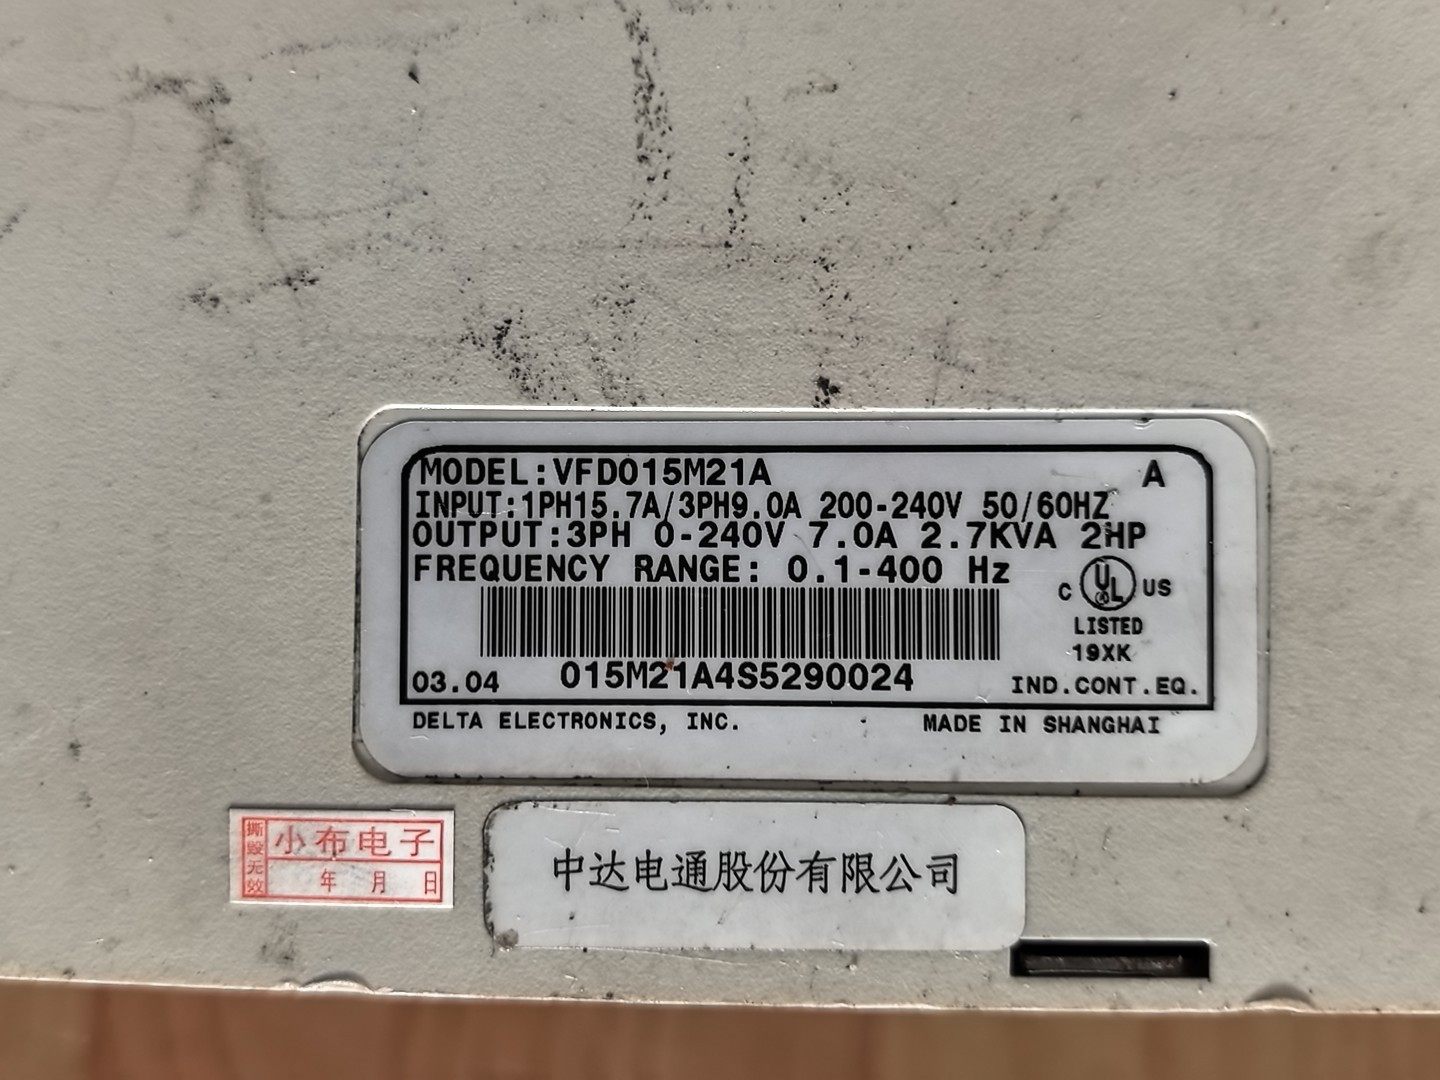 MODEL:VFD015M21A A
INPUT:1PH15.7A/3PH9.0A 200-240V 50/60HZ
OUTPUT:3PH 0-240V 7.0A 2.7KVA 2HP
FREQUENCY RANGE: 0.1-400 Hz
C UL US
LISTED
19XK
03.04 015M21A4S5290024 IND.CONT.EQ.
DELTA ELECTRONICS, INC. MADE IN SHANGHAI
撕毁无效
小布电子
年 月 日
中达电通股份有限公司